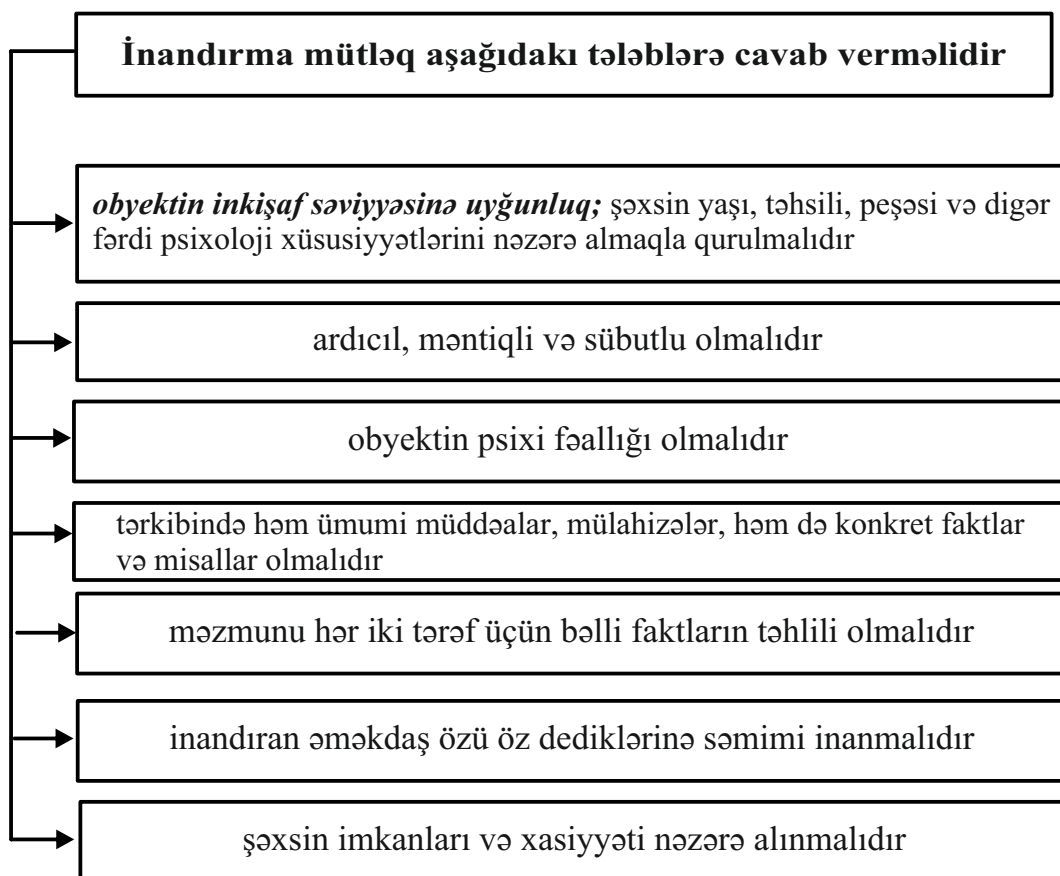 İnandırma mütləq aşağıdakı tələblərə cavab verməlidir
obyektin inkişaf səviyyəsinə uyğunluq; şəxsin yaşı, təhsili, peşəsi və digər
fərdi psixoloji xüsusiyyətlərini nəzərə almaqla qurulmalıdır
ardıcıl, məntiqli və sübutlu olmalıdır
obyektin psixi fəallığı olmalıdır
tərkibində həm ümumi müddəalar, mülahizələr, həm də konkret faktlar
və misallar olmalıdır
məzmunu hər iki tərəf üçün bəlli faktların təhlili olmalıdır
inandıran əməkdaş özü öz dediklərinə səmimi inanmalıdır
şəxsin imkanları və xasiyyəti nəzərə alınmalıdır